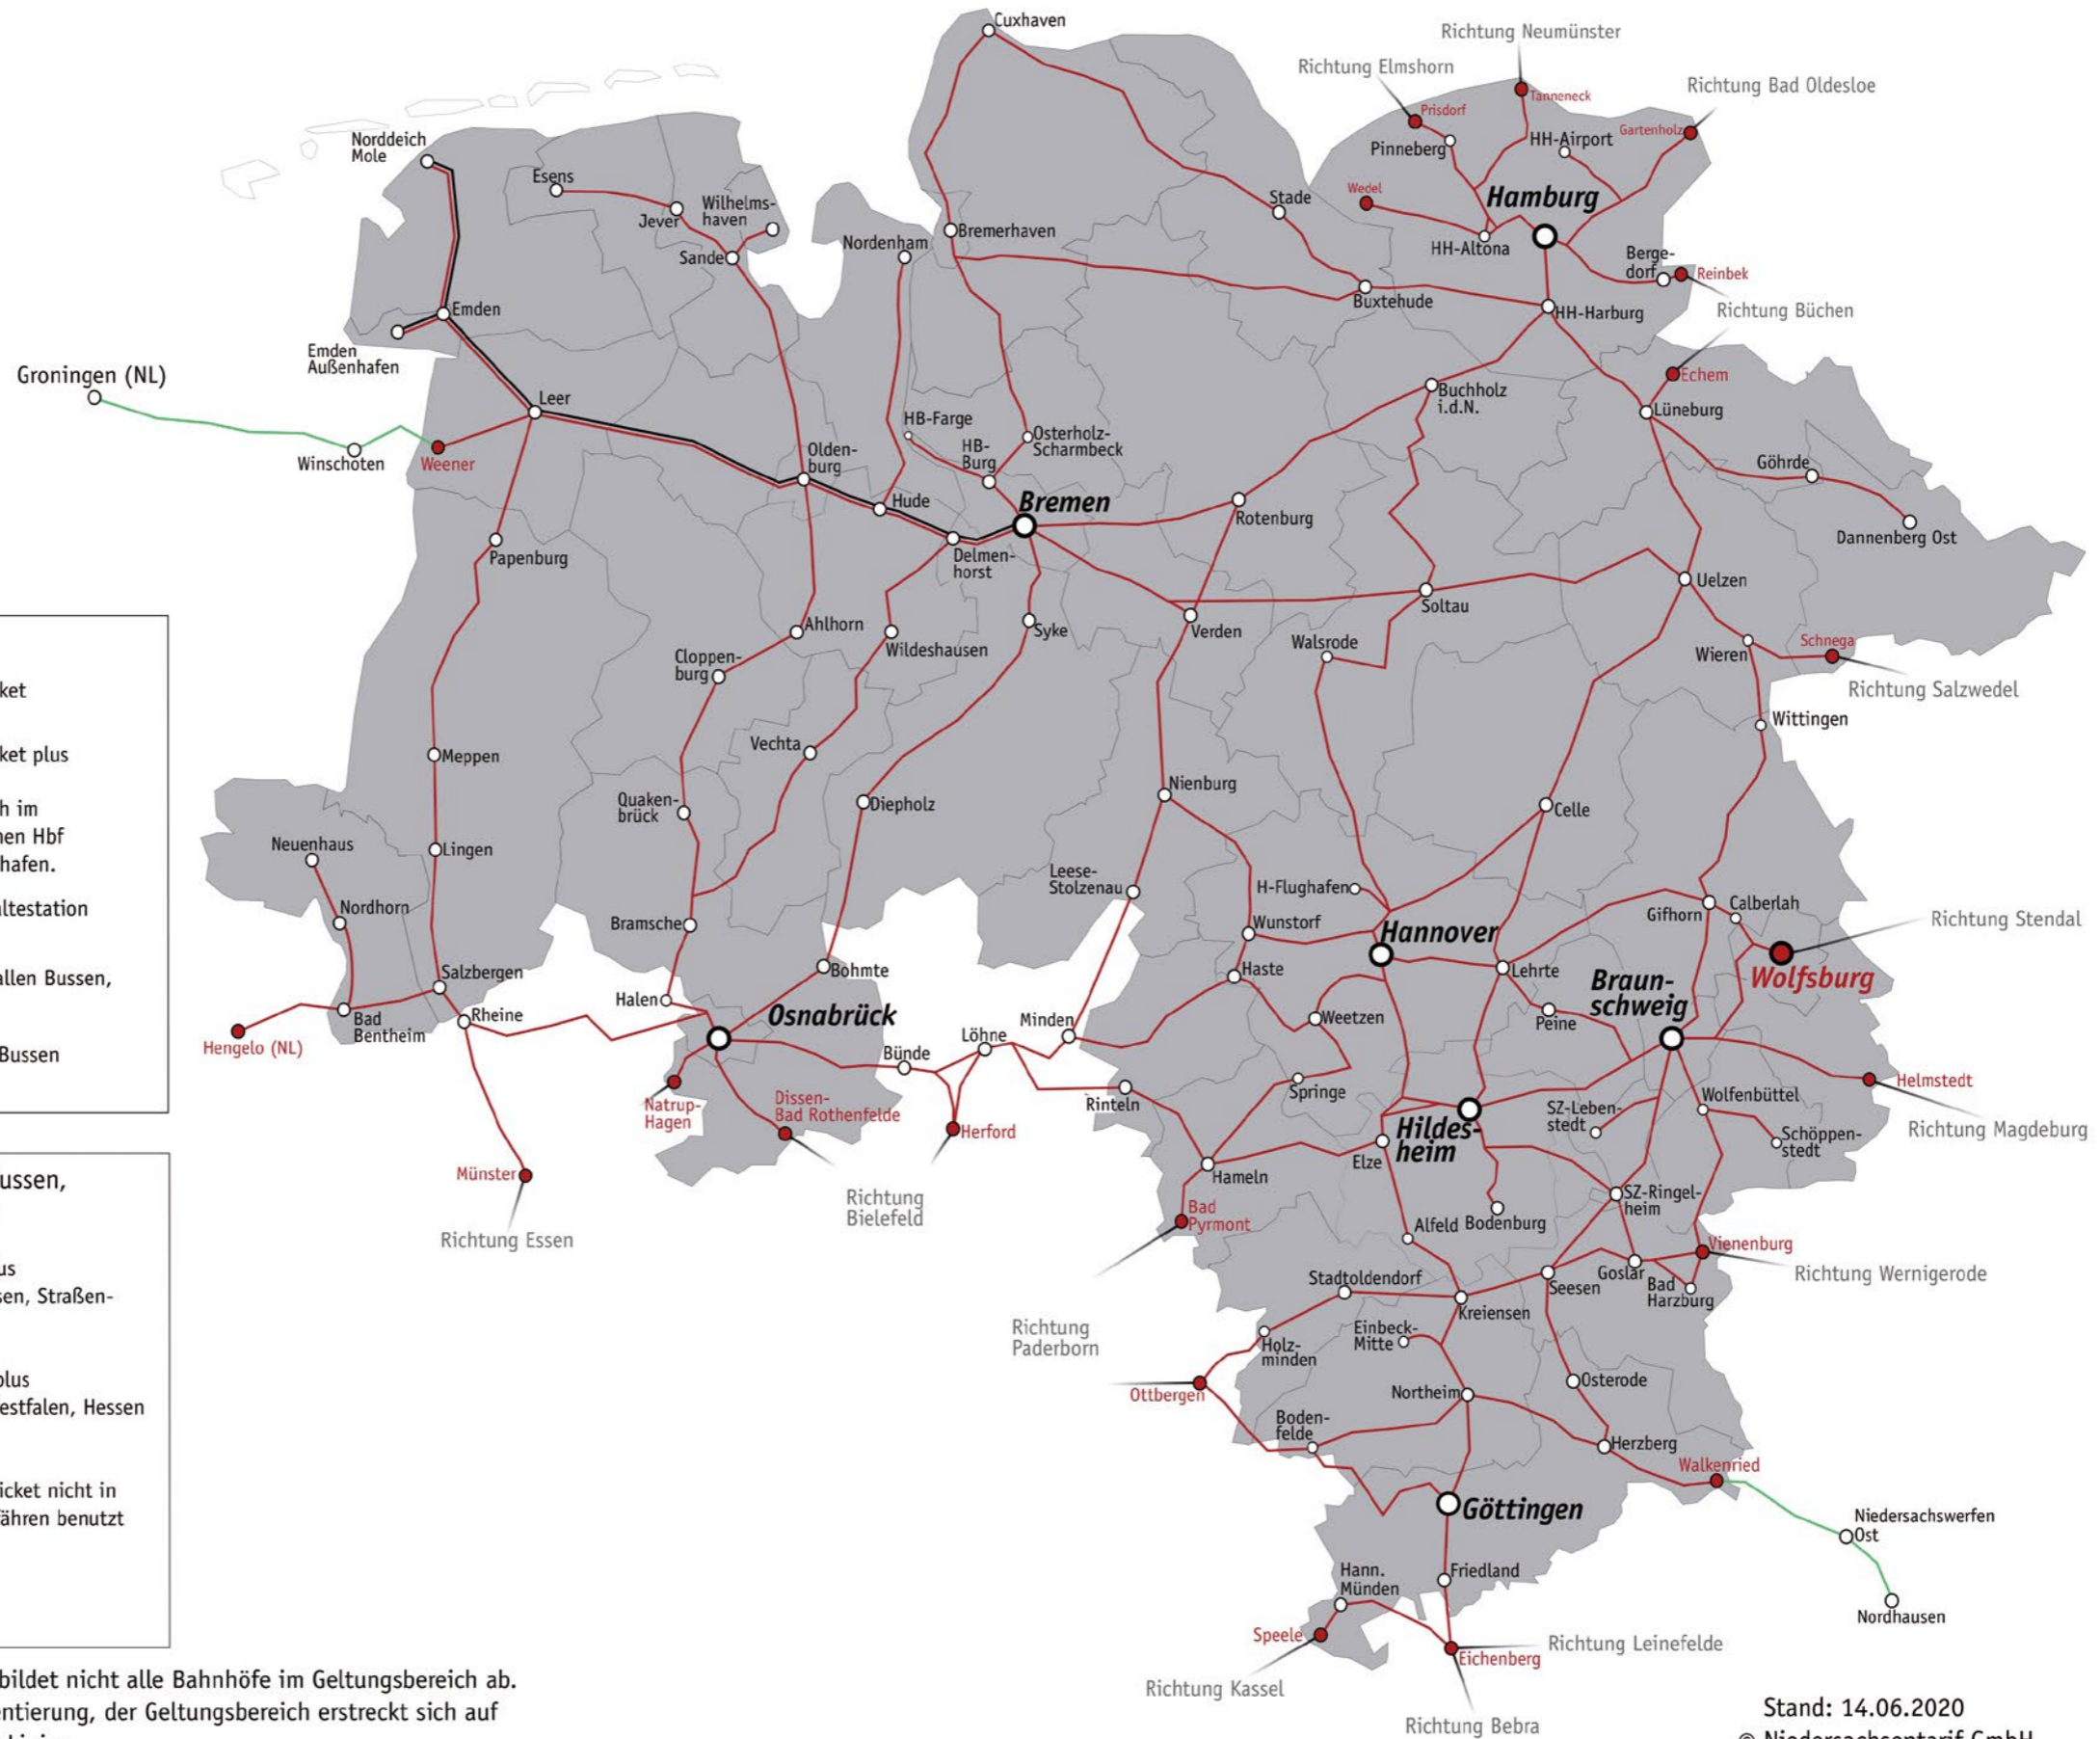 Cuxhaven
Richtung Neumünster
Richtung Elmshorn
Richtung Bad Oldesloe
Tanneneck
Prisdorf
Gartenholz
Pinneberg
HH-Airport
Norddeich
Mole
Esens
Jever
Wilhelms-
haven
Sande
Nordenham
Bremerhaven
Stade
Wedel
Hamburg
HH-Altona
Berge-
dorf
Reinbek
Richtung Büchen
Buxtehude
HH-Harburg
Emden
Emden
Außenhafen
Groningen (NL)
Winschoten
Weener
Leer
Echem
Lüneburg
Buchholz
i.d.N.
HB-Farge
HB-
Burg
Osterholz-
Scharmbeck
Olden-
burg
Hude
Bremen
Delmen-
horst
Rotenburg
Göhrde
Dannenberg Ost
Papenburg
Uelzen
Soltau
Ahlhorn
Wildeshausen
Syke
Verden
Walsrode
Wieren
Schnega
Richtung Salzwedel
Cloppen-
burg
Wittingen
Vechta
Meppen
Nienburg
Quaken-
brück
Diepholz
Celle
Neuenhaus
Lingen
Leese-
Stolzenau
H-Flughafen
Nordhorn
Bramsche
Wunstorf
Hannover
Gifhorn
Calberlah
Richtung Stendal
Wolfsburg
Salzbergen
Bohmte
Haste
Lehrte
Braun-
schweig
Halen
Osnabrück
Rheine
Bad
Bentheim
Hengelo (NL)
Weetzen
Peine
Minden
Löhne
Bünde
Springe
Rinteln
Helmstedt
Wolfenbüttel
Natrup-
Hagen
Dissen-
Bad Rothenfelde
Herford
SZ-Leben-
stedt
Hildes-
heim
Richtung Magdeburg
Schöppen-
stedt
Elze
Hameln
Münster
SZ-Ringel-
heim
Bad
Pyrmont
Alfeld
Bodenburg
Richtung
Bielefeld
Richtung Essen
Vienenburg
Richtung Wernigerode
Stadtoldendorf
Seesen
Goslar
Bad
Harzburg
Kreiensen
Richtung
Paderborn
Einbeck-
Mitte
Holz-
minden
Ottbergen
Northeim
Osterode
Boden-
felde
Herzberg
Walkenried
Göttingen
Niedersachswerfen
Ost
Hann.
Münden
Friedland
Nordhausen
Speele
Eichenberg
Richtung Leinefelde
Richtung Kassel
Richtung Bebra
ket
ket plus
h im
nen Hbf
hafen.
altestation
allen Bussen,
Bussen
ussen,
us
sen, Straßen-
plus
estfalen, Hessen
icket nicht in
fähren benutzt
bildet nicht alle Bahnhöfe im Geltungsbereich ab.
entierung, der Geltungsbereich erstreckt sich auf
Stand: 14.06.2020
© Niedersachsentarif GmbH